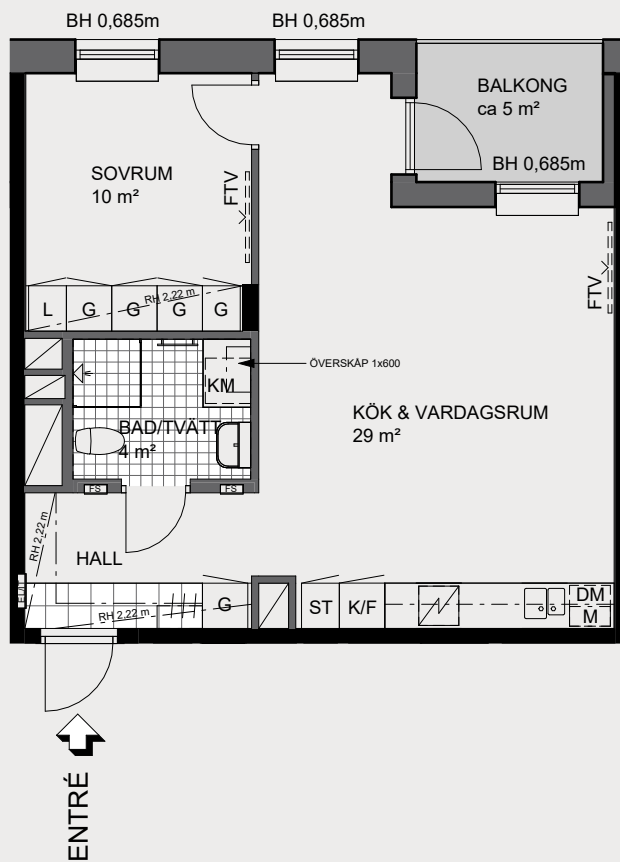 BH 0,685m
BH 0,685m
BALKONG
ca 5 m²
BH 0,685m
SOVRUM
10 m²
FTV
FTV
RH 2,22 m
L
G
G
G
G
ÖVERSKÅP 1x600
KM
KÖK & VARDAGSRUM
29 m²
BAD/TVÄTT
4 m²
FS
FS
RH 2,22 m
HALL
RH 2,22 m
G
ST
K/F
DM
M
ENTRÉ